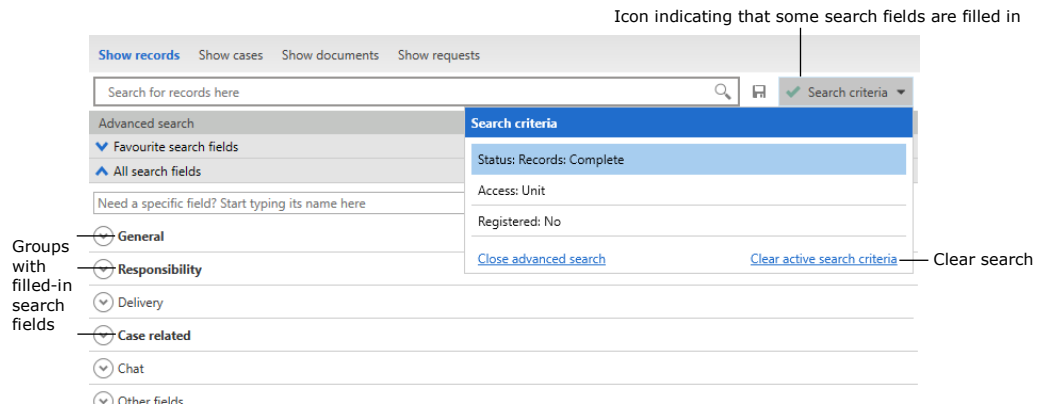 Icon indicating that some search fields are filled in
Show records Show cases Show documents Show requests
Search for records here
Search criteria
Advanced search
Search criteria
Favourite search fields
Status: Records: Complete
All search fields
Access: Unit
Need a specific field? Start typing its name here
Registered: No
General
Close advanced search Clear active search criteria
Clear search
Groups
with
filled-in
search
fields
Responsibility
Delivery
Case related
Chat
Other fields